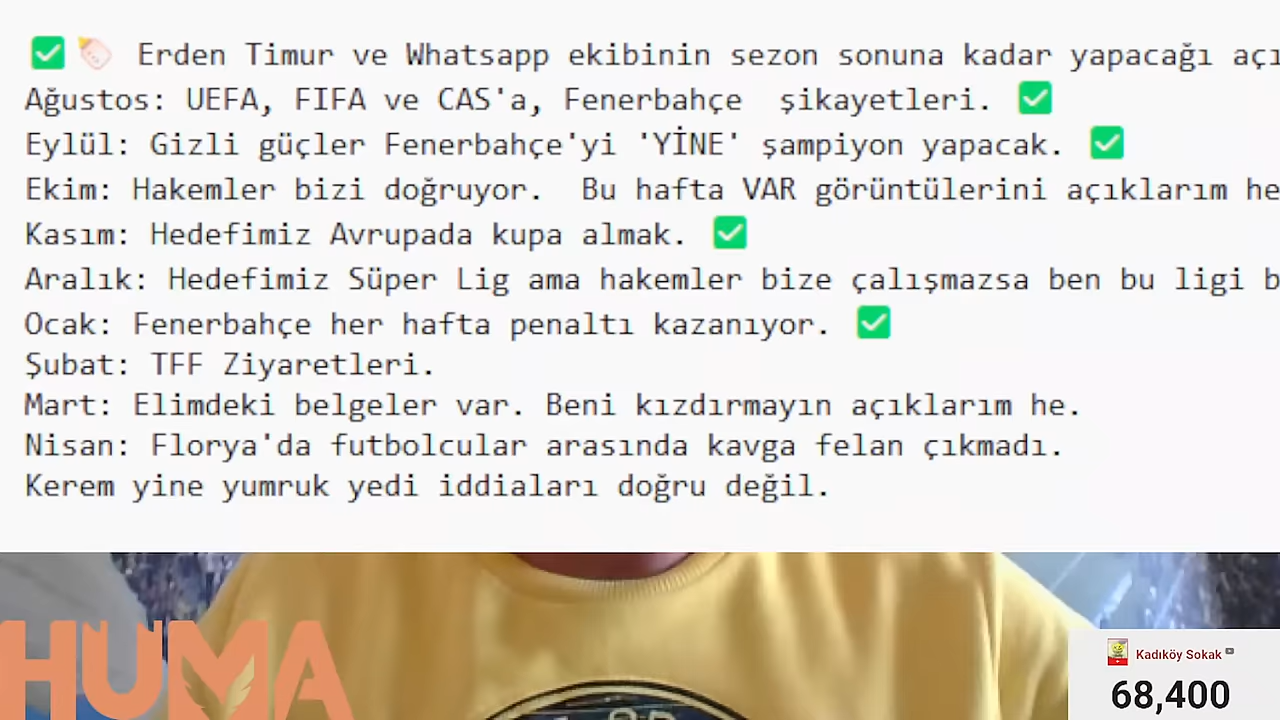 ✅ Erden Timur ve Whatsapp ekibinin sezon sonuna kadar yapacağı
Ağustos: UEFA, FIFA ve CAS'a, Fenerbahçe şikayetleri. ✅
Eylül: Gizli güçler Fenerbahçe'yi 'YİNE' şampiyon yapacak. ✅
Ekim: Hakemler bizi doğruyor. Bu hafta VAR görüntülerini açıklarım he
Kasım: Hedefimiz Avrupada kupa almak. ✅
Aralık: Hedefimiz Süper Lig ama hakemler bize çalışmazsa ben bu ligi
Ocak: Fenerbahçe her hafta penaltı kazanıyor. ✅
Şubat: TFF Ziyaretleri.
Mart: Elimdeki belgeler var. Beni kızdırmayın açıklarım he.
Nisan: Florya'da futbolcular arasında kavga felan çıkmadı.
Kerem yine yumruk yedi iddiaları doğru değil.
HUMA
Kadıköy Sokak
68,400